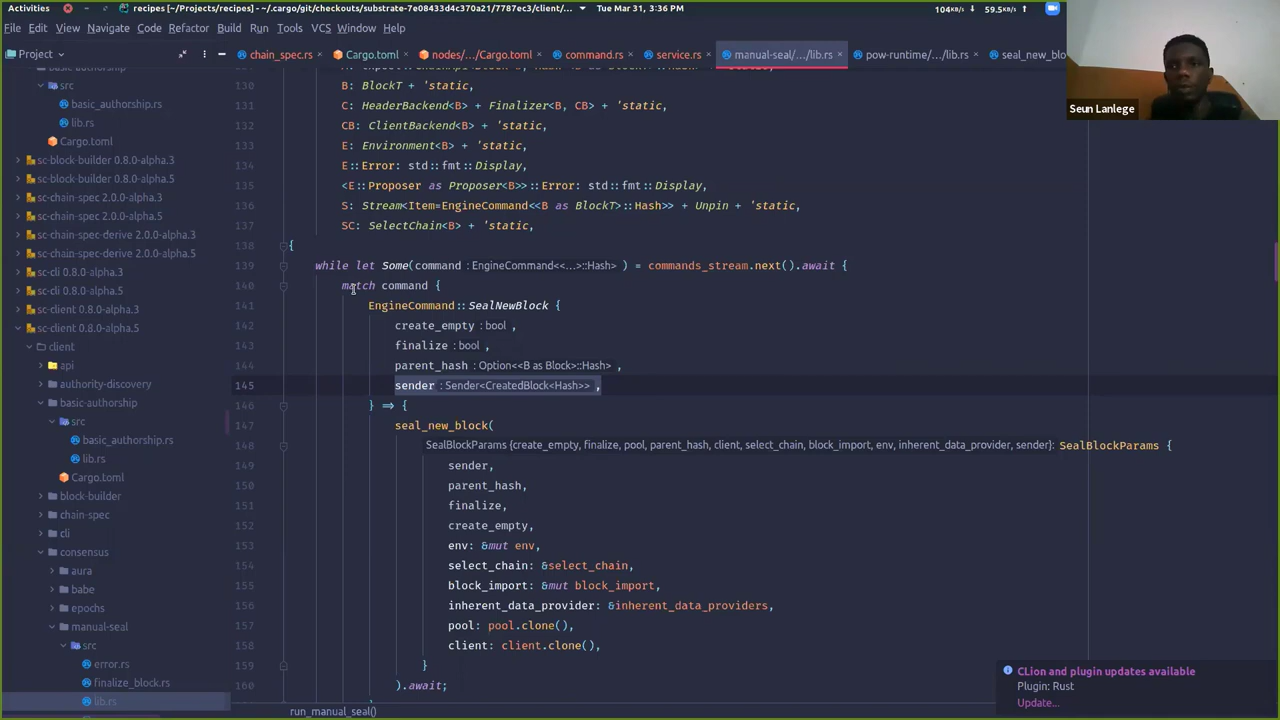 Activities
recipes [~/Projects/recipes] - ~/.cargo/git/checkouts/substrate-7e08433d4c370a21/7787ec3/client/...
Tue Mar 31, 3:36 PM
104KB/s
59.5KB/s
File Edit View Navigate Code Refactor Build Run Tools VCS Window Help
Project
chain_spec.rs
Cargo.toml
nodes/.../Cargo.toml
command.rs
service.rs
manual-seal/.../lib.rs
pow-runtime/.../lib.rs
seal_new_blo
Seun Lanlege
src
basic_authorship.rs
lib.rs
Cargo.toml
sc-block-builder 0.8.0-alpha.3
sc-block-builder 0.8.0-alpha.5
sc-chain-spec 2.0.0-alpha.3
sc-chain-spec 2.0.0-alpha.5
sc-chain-spec-derive 2.0.0-alpha.3
sc-chain-spec-derive 2.0.0-alpha.5
sc-cli 0.8.0-alpha.3
sc-cli 0.8.0-alpha.5
sc-client 0.8.0-alpha.3
sc-client 0.8.0-alpha.5
client
api
authority-discovery
basic-authorship
src
basic_authorship.rs
lib.rs
Cargo.toml
block-builder
chain-spec
cli
consensus
aura
babe
epochs
manual-seal
src
error.rs
finalize_block.rs
lib.rs
130 B: BlockT + 'static,
131 C: HeaderBackend<B> + Finalizer<B, CB> + 'static,
132 CB: ClientBackend<B> + 'static,
133 E: Environment<B> + 'static,
134 E::Error: std::fmt::Display,
135 <E::Proposer as Proposer<B>>::Error: std::fmt::Display,
136 S: Stream<Item=EngineCommand<<B as BlockT>::Hash>> + Unpin + 'static,
137 SC: SelectChain<B> + 'static,
138 {
139 while let Some(command : EngineCommand<<...>::Hash> ) = commands_stream.next().await {
140 match command {
141 EngineCommand::SealNewBlock {
142 create_empty : bool ,
143 finalize : bool ,
144 parent_hash : Option<<B as Block>::Hash> ,
145 sender : Sender<CreatedBlock<Hash>> ,
146 } => {
147 seal_new_block(
148 SealBlockParams {create_empty, finalize, pool, parent_hash, client, select_chain, block_import, env, inherent_data_provider, sender}: SealBlockParams {
149 sender,
150 parent_hash,
151 finalize,
152 create_empty,
153 env: &mut env,
154 select_chain: &select_chain,
155 block_import: &mut block_import,
156 inherent_data_provider: &inherent_data_providers,
157 pool: pool.clone(),
158 client: client.clone(),
159 }
160 ).await;
run_manual_seal()
CLion and plugin updates available
Plugin: Rust
Update...